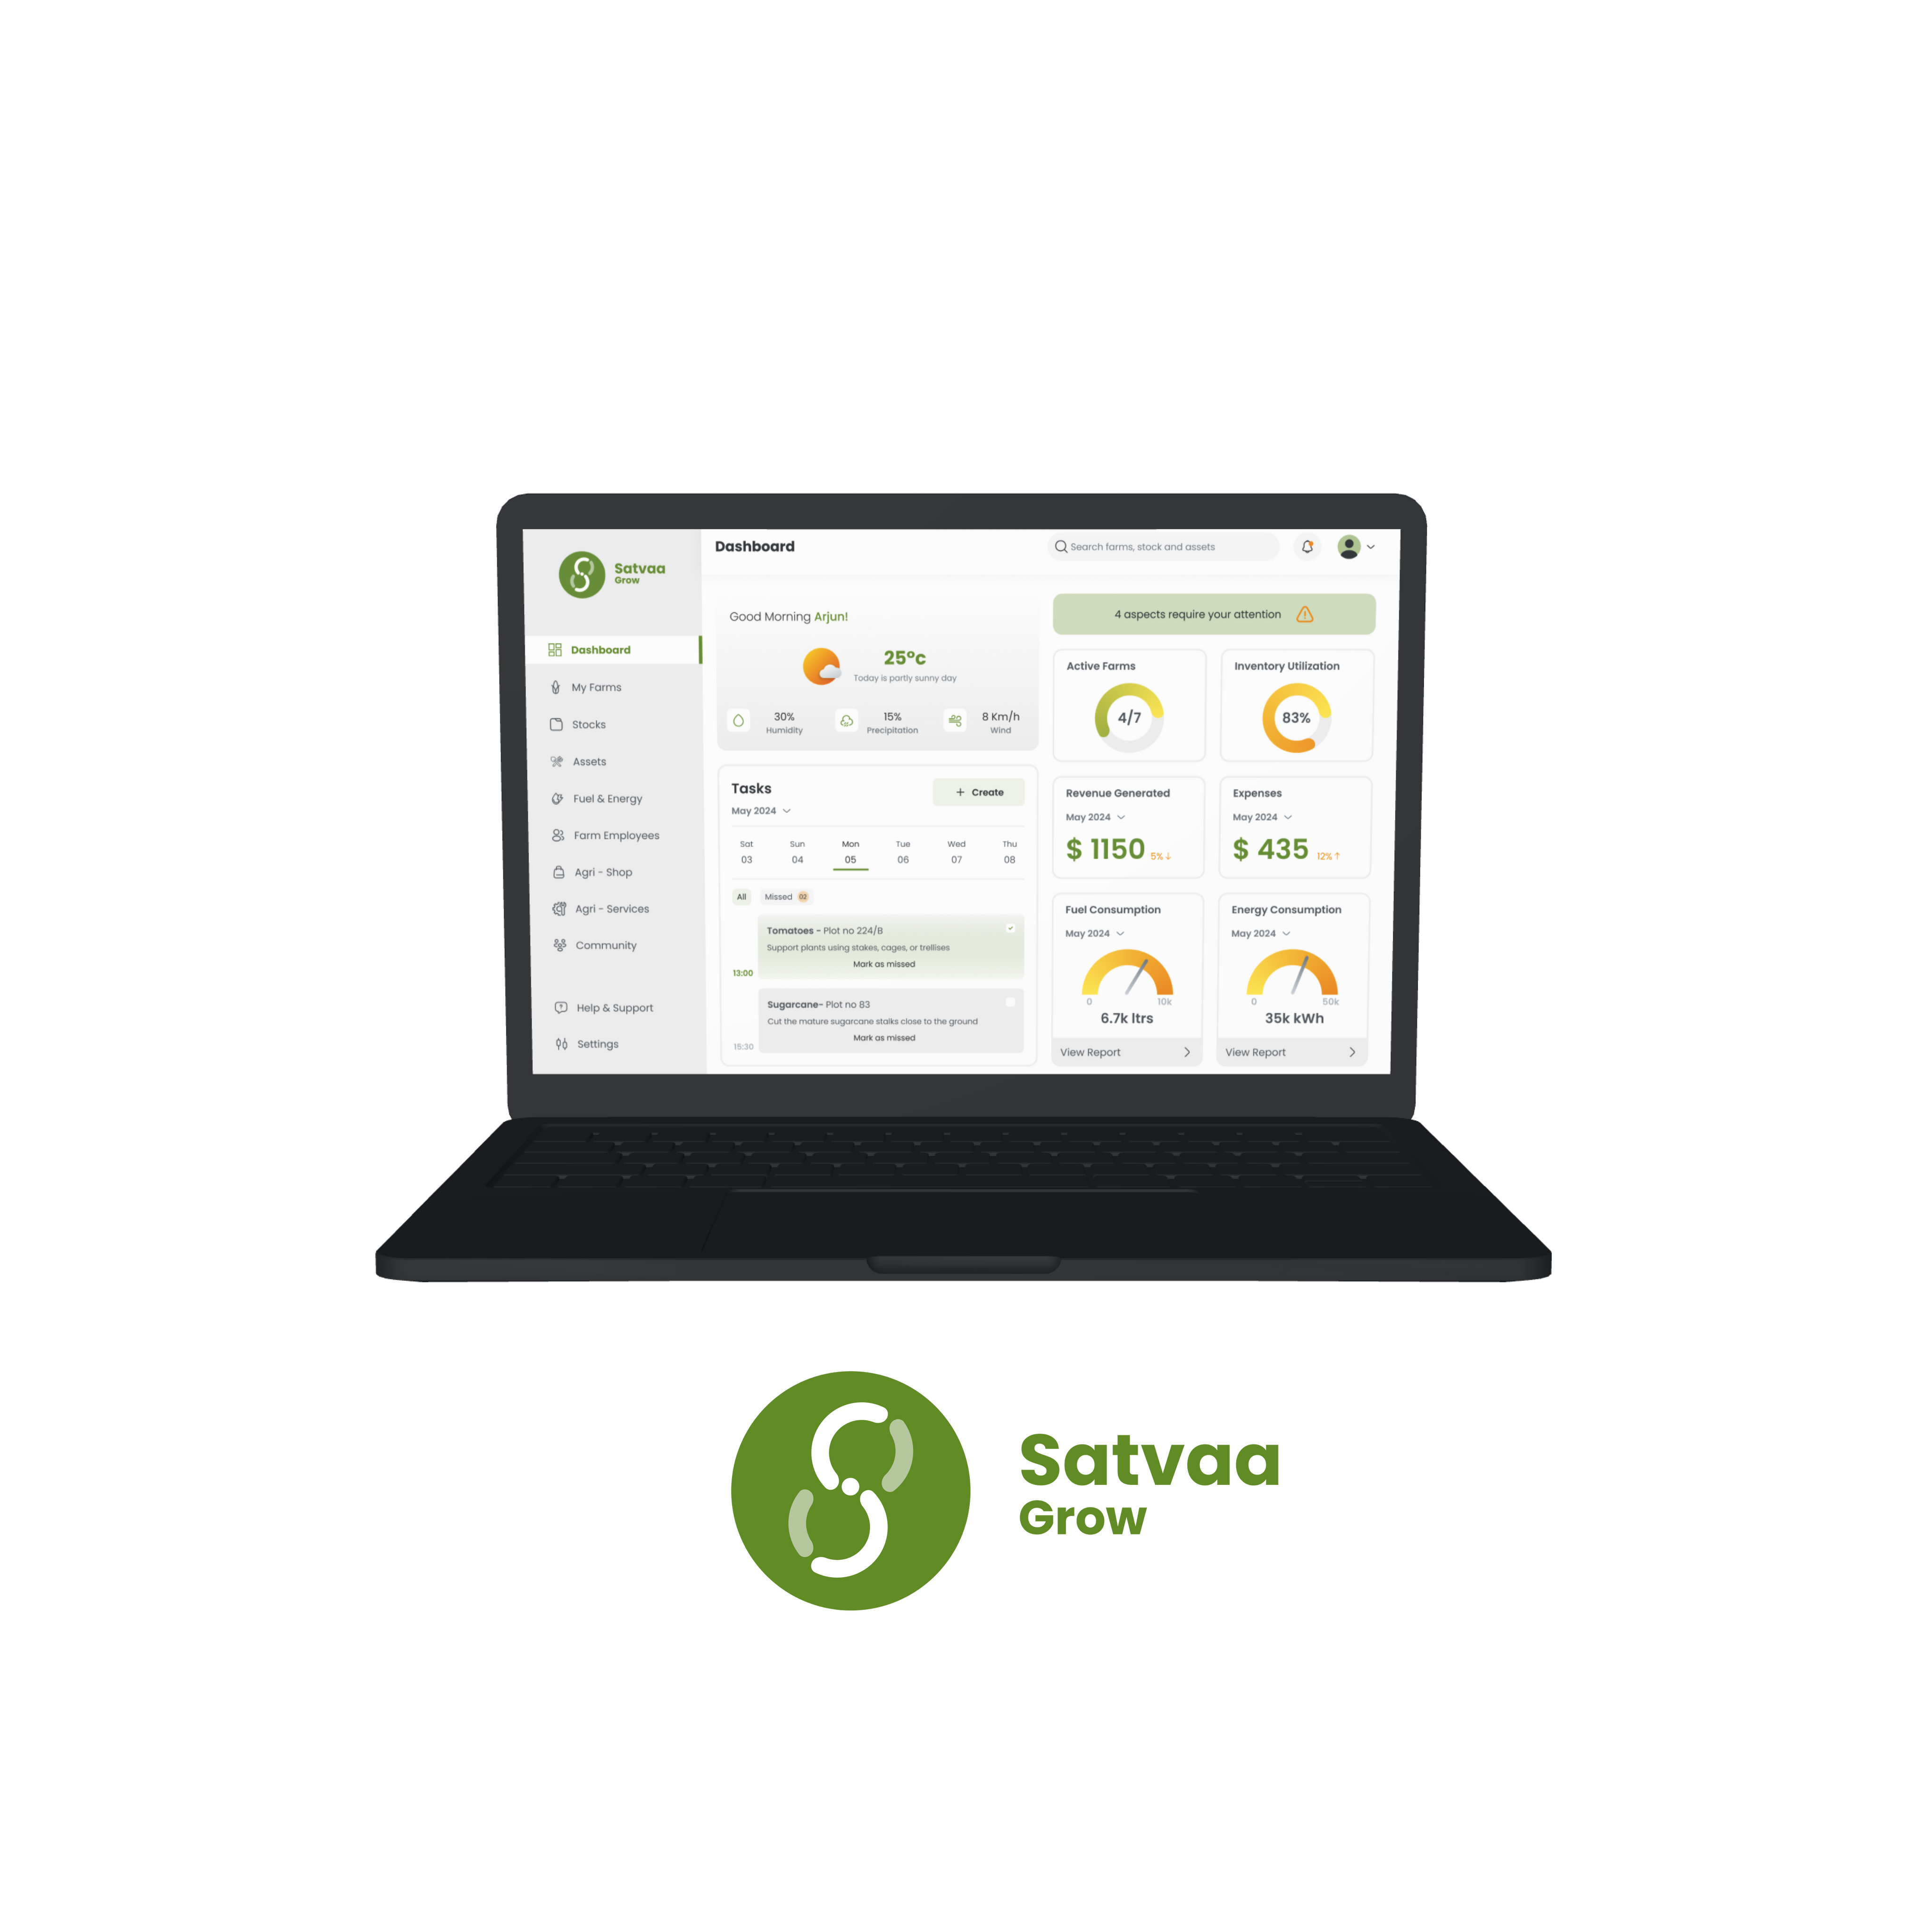 Satvaa
Grow
Dashboard
My Farms
Stocks
Assets
Fuel & Energy
Farm Employees
Agri - Shop
Agri - Services
Community
Help & Support
Settings
Dashboard
Search farms, stock and assets
Good Morning Arjun!
25°c
Today is partly sunny day
30%
Humidity
15%
Precipitation
8 Km/h
Wind
Tasks
+ Create
May 2024
Sat Sun Mon Tue Wed Thu
03 04 05 06 07 08
All Missed 02
Tomatoes - Plot no 224/B
Support plants using stakes, cages, or trellises
Mark as missed
13:00
Sugarcane- Plot no 83
Cut the mature sugarcane stalks close to the ground
Mark as missed
15:30
4 aspects require your attention
Active Farms
4/7
Inventory Utilization
83%
Revenue Generated
May 2024
$ 1150 5% ↓
Expenses
May 2024
$ 435 12% ↑
Fuel Consumption
May 2024
0 10k
6.7k ltrs
View Report
Energy Consumption
May 2024
0 50k
35k kWh
View Report
Satvaa
Grow